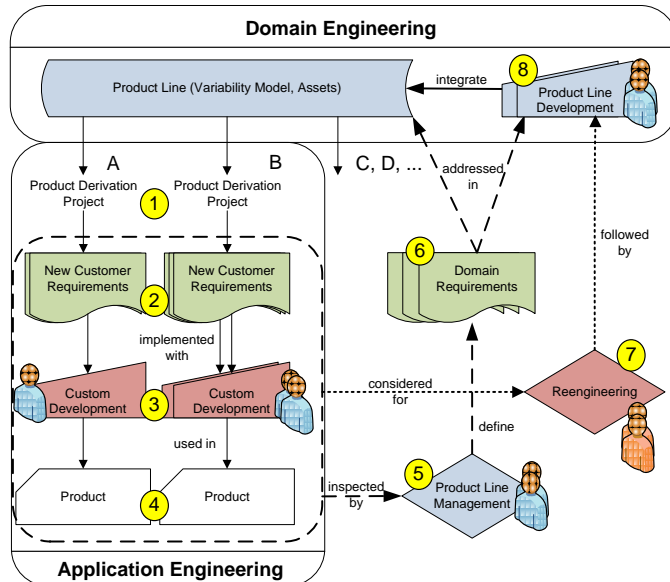 Domain Engineering
8
Product Line (Variability Model, Assets)
integrate
Product Line
Development
A
B
C, D, ...
addressed
in
Product Derivation
Project
1
Product Derivation
Project
followed
by
6
New Customer
Requirements
2
New Customer
Requirements
Domain
Requirements
implemented
with
7
Custom
Development
3
Custom
Development
considered
for
Reengineering
used in
define
5
Product
4
Product
inspected
by
Product Line
Management
Application Engineering